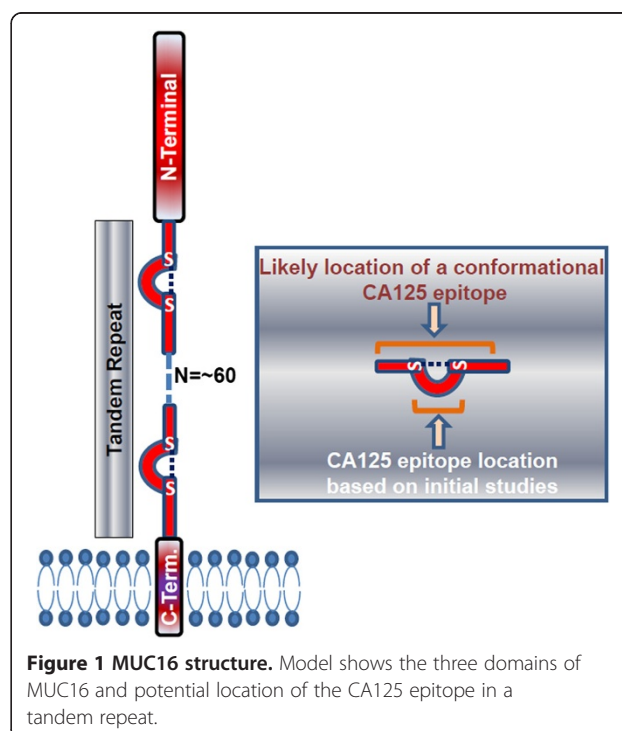 N-Terminal
S
S
Tandem Repeat
N=~60
S
S
C-Term.
Likely location of a conformational
CA125 epitope
S
S
CA125 epitope location
based on initial studies
Figure 1 MUC16 structure. Model shows the three domains of
MUC16 and potential location of the CA125 epitope in a
tandem repeat.